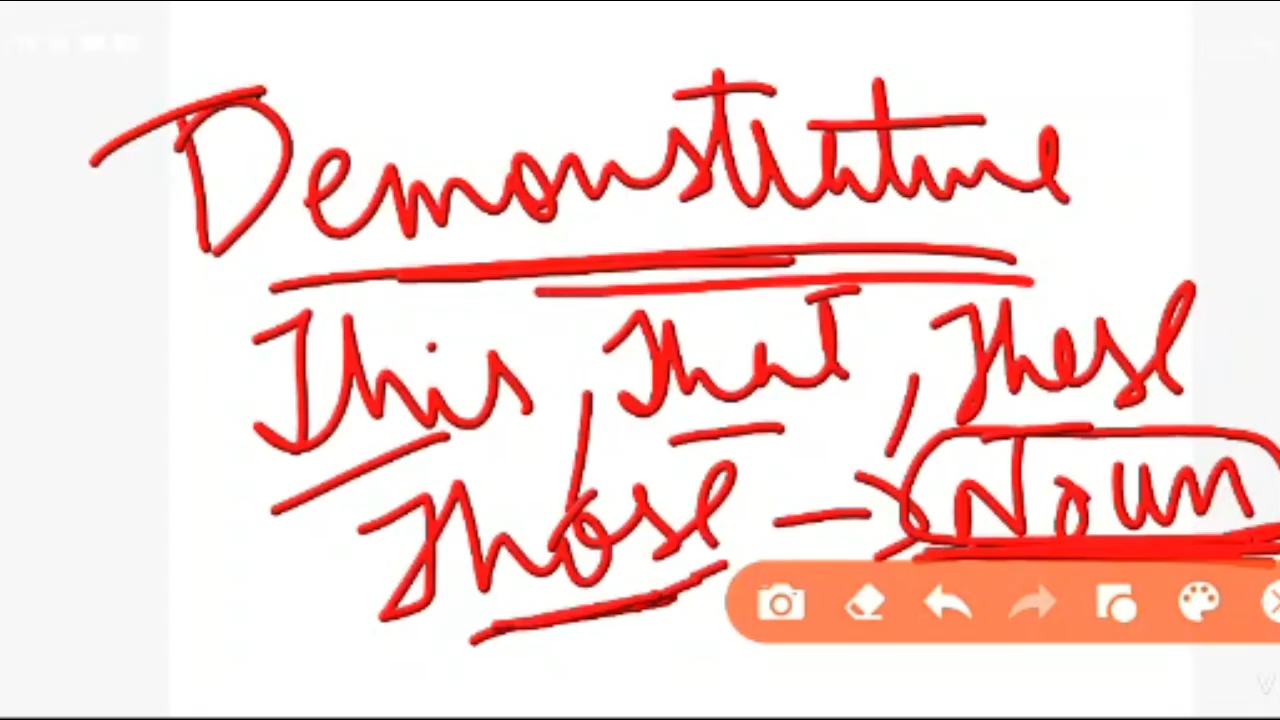 Demonstrative
This, That, These
Those - Noun